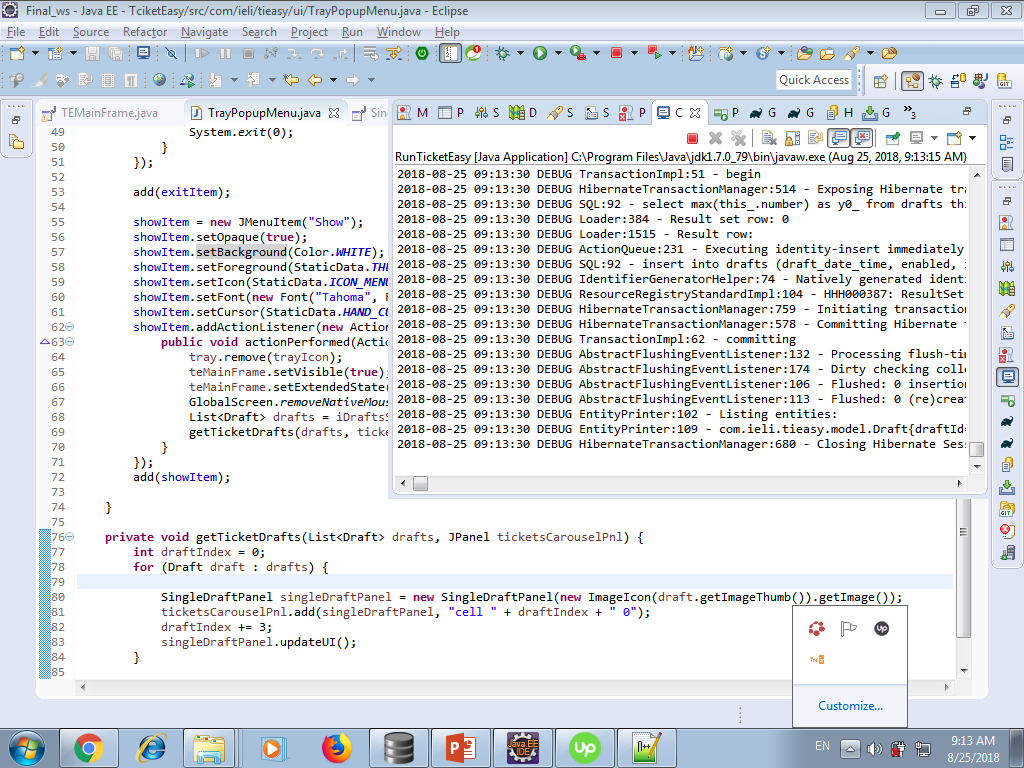 Final_ws - Java EE - TciketEasy/src/com/ieli/tieasy/ui/TrayPopupMenu.java - Eclipse
File Edit Source Refactor Navigate Search Project Run Window Help
Quick Access
TEMainFrame.java TrayPopupMenu.java Sin
M P S D S S P C P G G H G »3
RunTicketEasy [Java Application] C:\Program Files\Java\jdk1.7.0_79\bin\javaw.exe (Aug 25, 2018, 9:13:15 AM)
2018-08-25 09:13:30 DEBUG TransactionImpl:51 - begin
2018-08-25 09:13:30 DEBUG HibernateTransactionManager:514 - Exposing Hibernate tra
2018-08-25 09:13:30 DEBUG SQL:92 - select max(this_.number) as y0_ from drafts thi
2018-08-25 09:13:30 DEBUG Loader:384 - Result set row: 0
2018-08-25 09:13:30 DEBUG Loader:1515 - Result row:
2018-08-25 09:13:30 DEBUG ActionQueue:231 - Executing identity-insert immediately
2018-08-25 09:13:30 DEBUG SQL:92 - insert into drafts (draft_date_time, enabled, i
2018-08-25 09:13:30 DEBUG IdentifierGeneratorHelper:74 - Natively generated identi
2018-08-25 09:13:30 DEBUG ResourceRegistryStandardImpl:104 - HHH000387: ResultSet
2018-08-25 09:13:30 DEBUG HibernateTransactionManager:759 - Initiating transaction
2018-08-25 09:13:30 DEBUG HibernateTransactionManager:578 - Committing Hibernate t
2018-08-25 09:13:30 DEBUG TransactionImpl:62 - committing
2018-08-25 09:13:30 DEBUG AbstractFlushingEventListener:132 - Processing flush-tim
2018-08-25 09:13:30 DEBUG AbstractFlushingEventListener:174 - Dirty checking colle
2018-08-25 09:13:30 DEBUG AbstractFlushingEventListener:106 - Flushed: 0 insertion
2018-08-25 09:13:30 DEBUG AbstractFlushingEventListener:113 - Flushed: 0 (re)creat
2018-08-25 09:13:30 DEBUG EntityPrinter:102 - Listing entities:
2018-08-25 09:13:30 DEBUG EntityPrinter:109 - com.ieli.tieasy.model.Draft{draftId=
2018-08-25 09:13:30 DEBUG HibernateTransactionManager:680 - Closing Hibernate Sess
49 System.exit(0);
50 }
51 });
52
53 add(exitItem);
54
55 showItem = new JMenuItem("Show");
56 showItem.setOpaque(true);
57 showItem.setBackground(Color.WHITE);
58 showItem.setForeground(StaticData.THE
59 showItem.setIcon(StaticData.ICON_MENU
60 showItem.setFont(new Font("Tahoma", F
61 showItem.setCursor(StaticData.HAND_CU
62 showItem.addActionListener(new Action
63 public void actionPerformed(Actio
64 tray.remove(trayIcon);
65 teMainFrame.setVisible(true);
66 teMainFrame.setExtendedState(
67 GlobalScreen.removeNativeMous
68 List<Draft> drafts = iDraftsS
69 getTicketDrafts(drafts, ticke
70 }
71 });
72 add(showItem);
73
74 }
75
76 private void getTicketDrafts(List<Draft> drafts, JPanel ticketsCarouselPnl) {
77 int draftIndex = 0;
78 for (Draft draft : drafts) {
79
80 SingleDraftPanel singleDraftPanel = new SingleDraftPanel(new ImageIcon(draft.getImageThumb()).getImage());
81 ticketsCarouselPnl.add(singleDraftPanel, "cell " + draftIndex + " 0");
82 draftIndex += 3;
83 singleDraftPanel.updateUI();
84 }
85
up
Customize...
Java EE IDE
up
EN
9:13 AM
8/25/2018